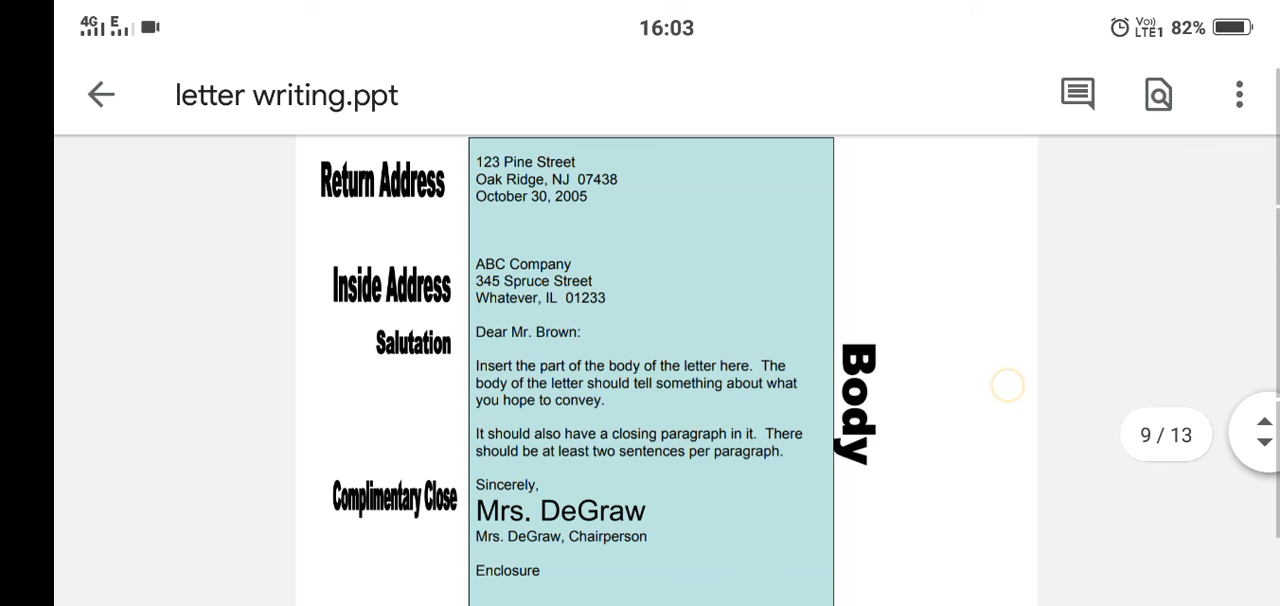 4G E 16:03 Vo) LTE1 82%
letter writing.ppt
Return Address
123 Pine Street
Oak Ridge, NJ  07438
October 30, 2005
Inside Address
ABC Company
345 Spruce Street
Whatever, IL  01233
Salutation
Dear Mr. Brown:
Insert the part of the body of the letter here.  The
body of the letter should tell something about what
you hope to convey.
It should also have a closing paragraph in it.  There
should be at least two sentences per paragraph.
Body
Complimentary Close
Sincerely,
Mrs. DeGraw
Mrs. DeGraw, Chairperson
Enclosure
9 / 13